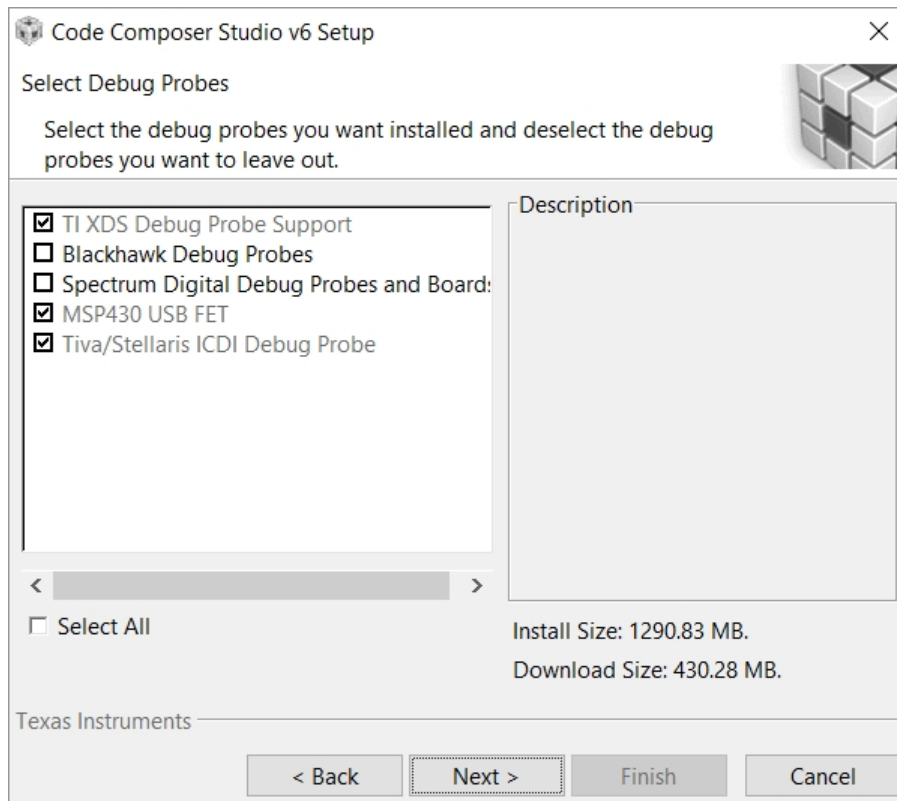 Code Composer Studio v6 Setup
Select Debug Probes
Select the debug probes you want installed and deselect the debug
probes you want to leave out.
TI XDS Debug Probe Support
Blackhawk Debug Probes
Spectrum Digital Debug Probes and Boards
MSP430 USB FET
Tiva/Stellaris ICDI Debug Probe
Select All
Description
Install Size: 1290.83 MB.
Download Size: 430.28 MB.
Texas Instruments
< Back
Next >
Finish
Cancel